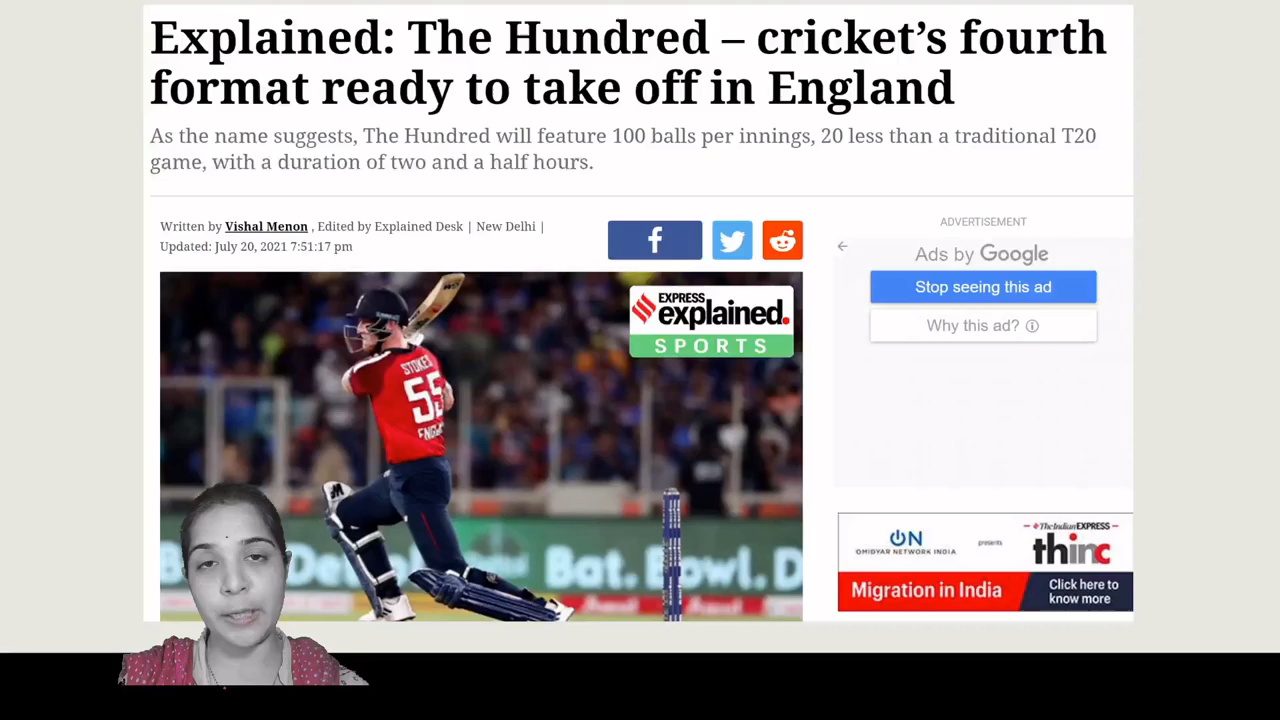 Explained: The Hundred – cricket’s fourth
format ready to take off in England
As the name suggests, The Hundred will feature 100 balls per innings, 20 less than a traditional T20
game, with a duration of two and a half hours.
Written by Vishal Menon , Edited by Explained Desk | New Delhi |
Updated: July 20, 2021 7:51:17 pm
ADVERTISEMENT
Ads by Google
Stop seeing this ad
Why this ad?
EXPRESS
explained.
SPORTS
STOKES
55
Bat. Bowl. D
ON
OMIDYAR NETWORK INDIA
presents
The Indian EXPRESS
thinc
Migration in India
Click here to
know more